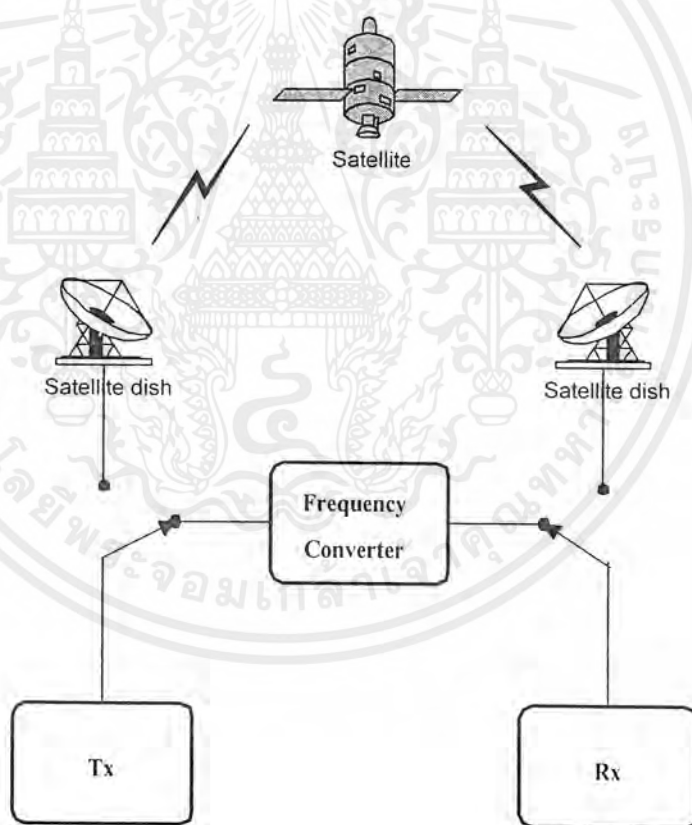 Satellite
Satellite dish
Satellite dish
Frequency
Converter
Tx
Rx